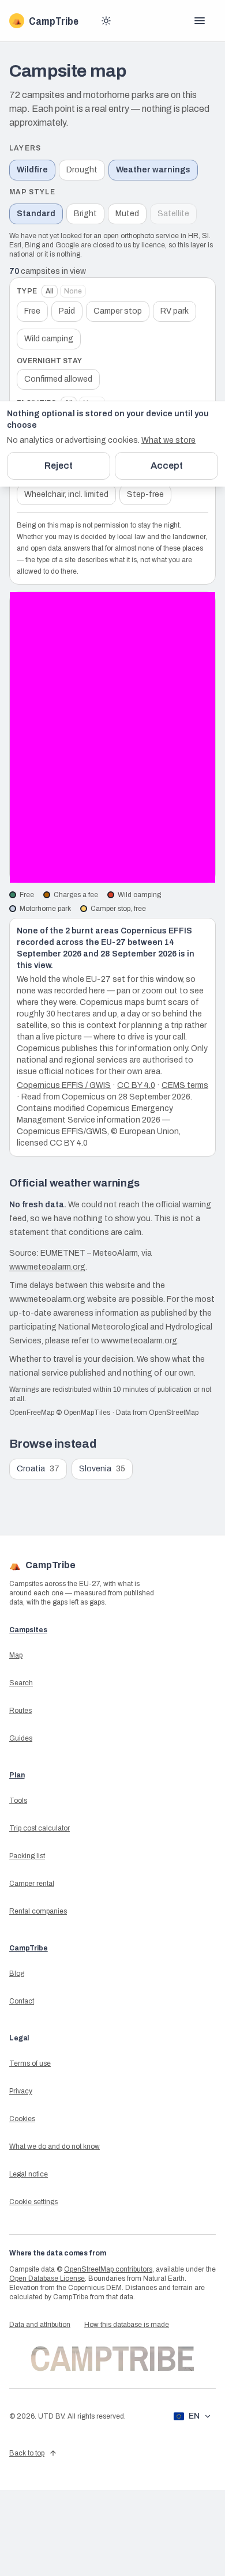 CampTribe
Campsite map
72 campsites and motorhome parks are on this
map. Each point is a real entry — nothing is placed
approximately.
LAYERS
Wildfire
Drought
Weather warnings
MAP STYLE
Standard
Bright
Muted
Satellite
We have not yet looked for an open orthophoto service in HR, SI.
Esri, Bing and Google are closed to us by licence, so this layer is
national or it is nothing.
70 campsites in view
TYPE
All
None
Free
Paid
Camper stop
RV park
Wild camping
OVERNIGHT STAY
Confirmed allowed
Nothing optional is stored on your device until you
choose
No analytics or advertising cookies. What we store
Reject
Accept
Wheelchair, incl. limited
Step-free
Being on this map is not permission to stay the night.
Whether you may is decided by local law and the landowner,
and open data answers that for almost none of these places
— the type of a site describes what it is, not what you are
allowed to do there.
Free
Charges a fee
Wild camping
Motorhome park
Camper stop, free
None of the 2 burnt areas Copernicus EFFIS
recorded across the EU-27 between 14
September 2026 and 28 September 2026 is in
this view.
We hold the whole EU-27 set for this window, so
none was recorded here — pan or zoom out to see
where they were. Copernicus maps burnt scars of
roughly 30 hectares and up, a day or so behind the
satellite, so this is context for planning a trip rather
than a live picture — where to drive is your call.
Copernicus publishes this for information only. Only
national and regional services are authorised to
issue official notices for their own area.
Copernicus EFFIS / GWIS · CC BY 4.0 · CEMS terms
· Read from Copernicus on 28 September 2026.
Contains modified Copernicus Emergency
Management Service information 2026 —
Copernicus EFFIS/GWIS, © European Union,
licensed CC BY 4.0
Official weather warnings
No fresh data. We could not reach the official warning
feed, so we have nothing to show you. This is not a
statement that conditions are calm.
Source: EUMETNET – MeteoAlarm, via
www.meteoalarm.org
Time delays between this website and the
www.meteoalarm.org website are possible. For the most
up-to-date awareness information as published by the
participating National Meteorological and Hydrological
Services, please refer to www.meteoalarm.org.
Whether to travel is your decision. We show what the
national service published and nothing of our own.
Warnings are redistributed within 10 minutes of publication or not
at all.
OpenFreeMap © OpenMapTiles · Data from OpenStreetMap
Browse instead
Croatia 37
Slovenia 35
CampTribe
Campsites across the EU-27, with what is
around each one — measured from published
data, with the gaps left as gaps.
Campsites
Map
Search
Routes
Guides
Plan
Tools
Trip cost calculator
Packing list
Camper rental
Rental companies
CampTribe
Blog
Contact
Legal
Terms of use
Privacy
Cookies
What we do and do not know
Legal notice
Cookie settings
Where the data comes from
Campsite data © OpenStreetMap contributors, available under the
Open Database License. Boundaries from Natural Earth.
Elevation from the Copernicus DEM. Distances and terrain are
calculated by CampTribe from that data.
Data and attribution
How this database is made
CAMPTRIBE
© 2026. UTD BV. All rights reserved.
EN
Back to top